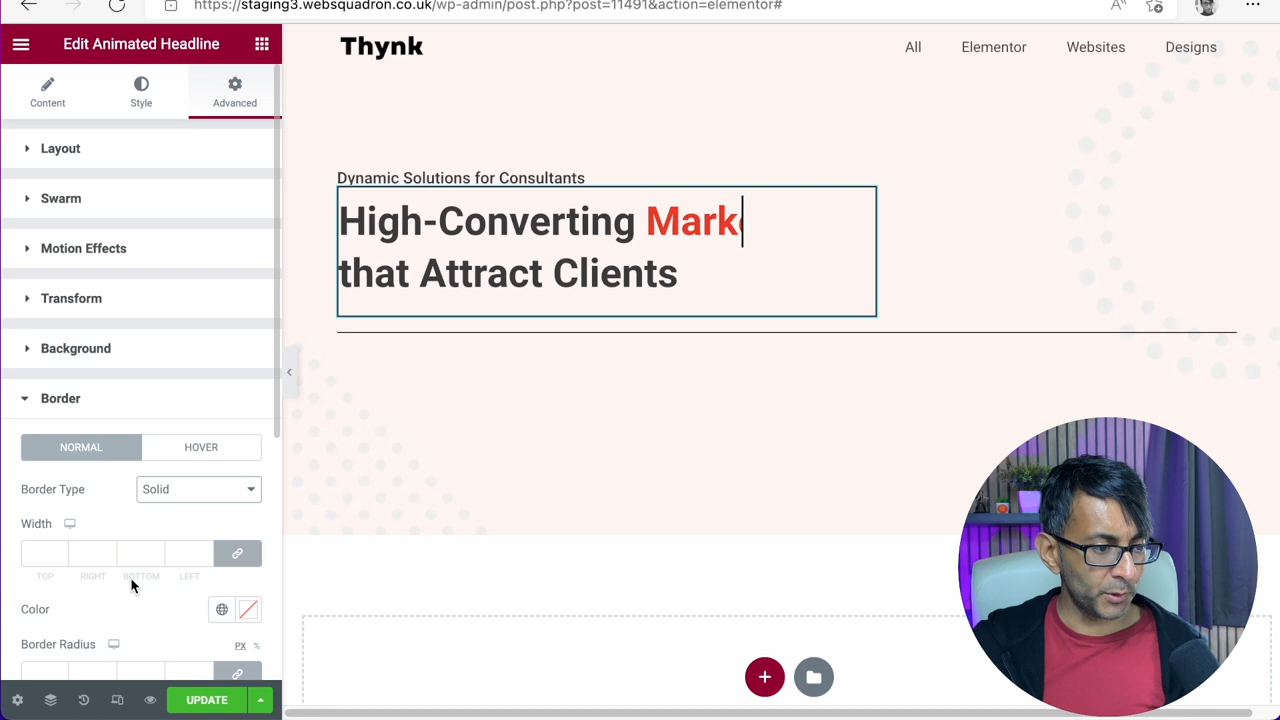 https://staging3.websquadron.co.uk/wp-admin/post.php?post=11491&action=elementor#
Edit Animated Headline
Content
Style
Advanced
Layout
Swarm
Motion Effects
Transform
Background
Border
NORMAL
HOVER
Border Type
Solid
Width
TOP
RIGHT
BOTTOM
LEFT
Color
Border Radius
PX
%
UPDATE
Thynk
All
Elementor
Websites
Designs
Dynamic Solutions for Consultants
High-Converting Mark
that Attract Clients